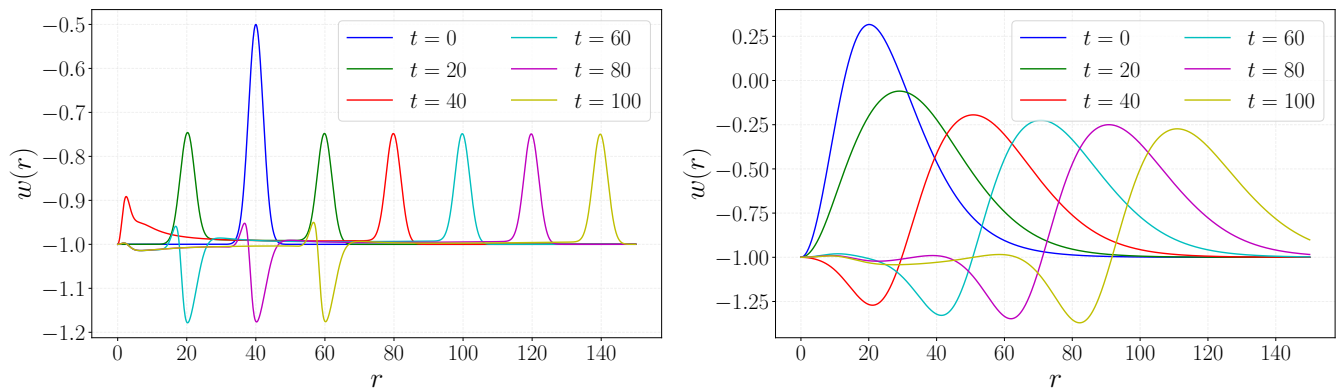 −0.5
−0.6
−0.7
−0.8
−0.9
−1.0
−1.1
−1.2
w(r)
0 20 40 60 80 100 120 140
r
t = 0 t = 60
t = 20 t = 80
t = 40 t = 100
0.25
0.00
−0.25
−0.50
−0.75
−1.00
−1.25
w(r)
0 20 40 60 80 100 120 140
r
t = 0 t = 60
t = 20 t = 80
t = 40 t = 100